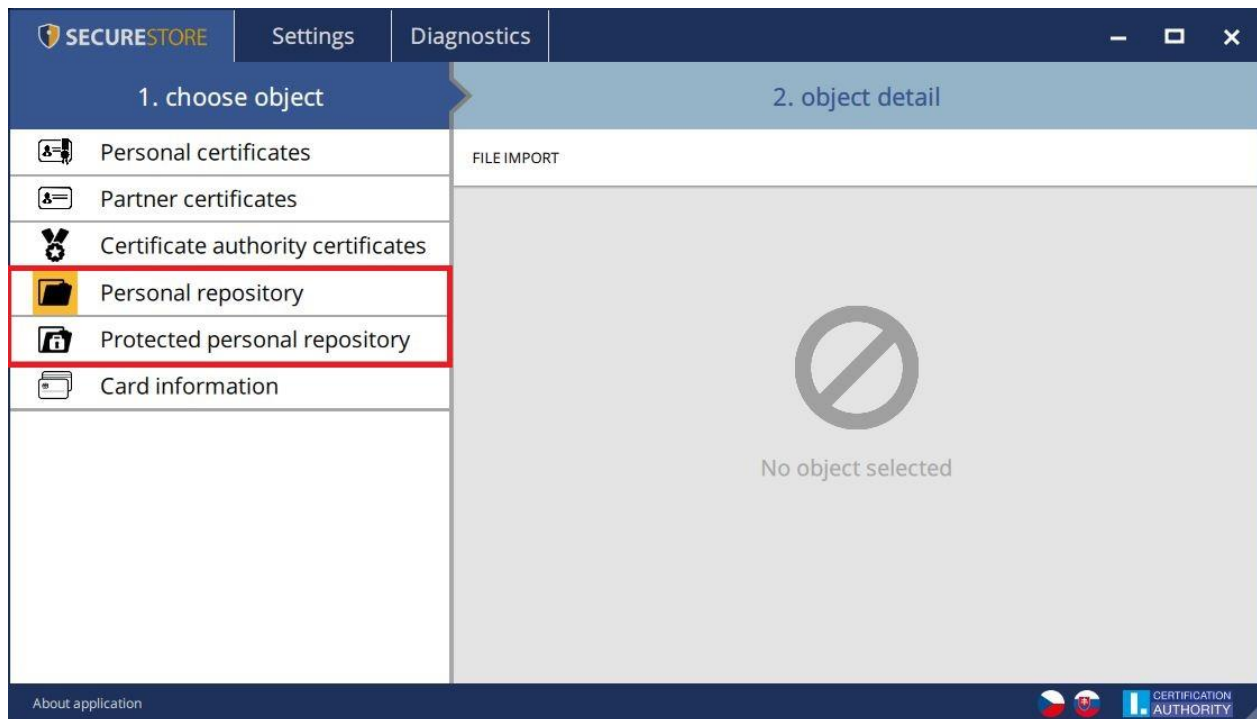 SECURESTORE
Settings
Diagnostics
1. choose object
2. object detail
Personal certificates
Partner certificates
Certificate authority certificates
Personal repository
Protected personal repository
Card information
FILE IMPORT
No object selected
About application
I. CERTIFICATION
AUTHORITY